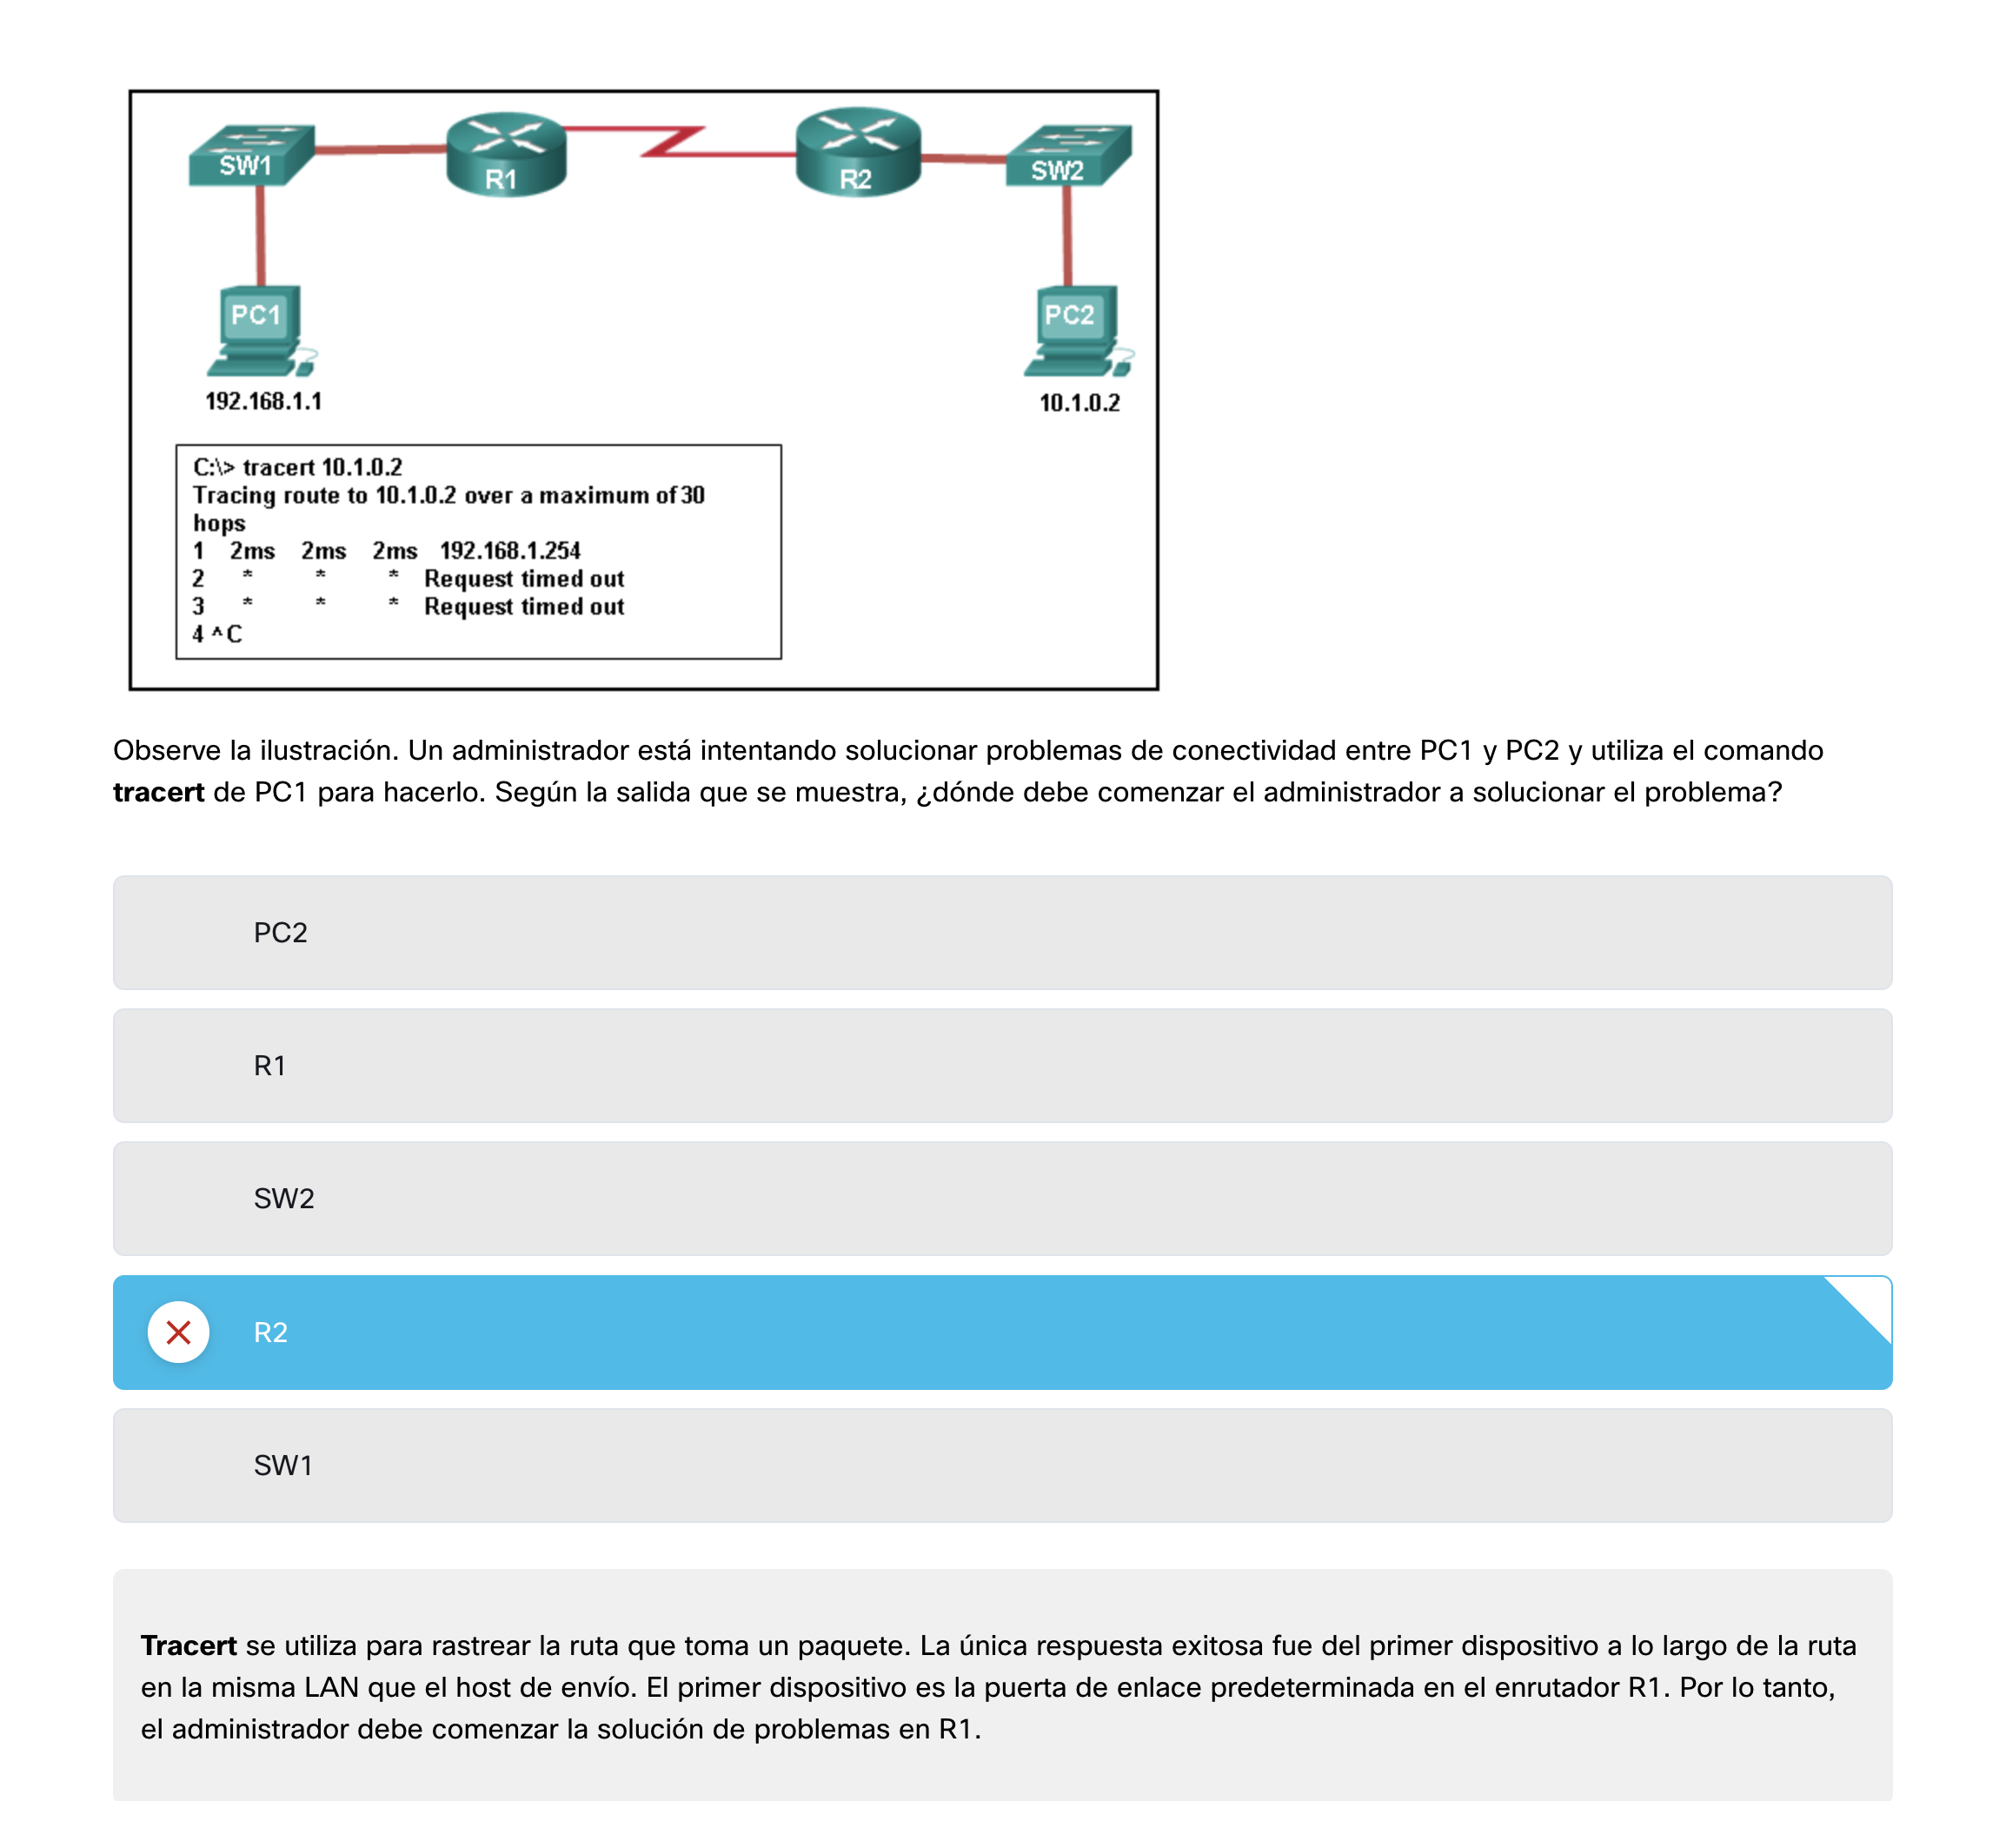 SW1
R1
R2
SW2
PC1
PC2
192.168.1.1
10.1.0.2
C:\> tracert 10.1.0.2
Tracing route to 10.1.0.2 over a maximum of 30
hops
1 2ms 2ms 2ms 192.168.1.254
2 * * * Request timed out
3 * * * Request timed out
4 ^C
Observe la ilustración. Un administrador está intentando solucionar problemas de conectividad entre PC1 y PC2 y utiliza el comando
tracert de PC1 para hacerlo. Según la salida que se muestra, ¿dónde debe comenzar el administrador a solucionar el problema?
PC2
R1
SW2
R2
SW1
Tracert se utiliza para rastrear la ruta que toma un paquete. La única respuesta exitosa fue del primer dispositivo a lo largo de la ruta
en la misma LAN que el host de envío. El primer dispositivo es la puerta de enlace predeterminada en el enrutador R1. Por lo tanto,
el administrador debe comenzar la solución de problemas en R1.